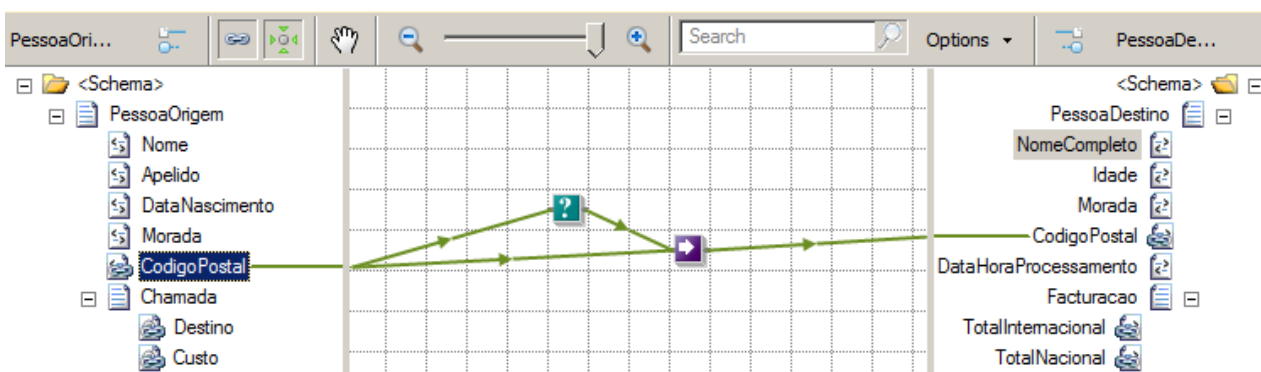 PessoaOri...
Search
Options
PessoaDe...
<Schema>
PessoaOrigem
Nome
Apelido
DataNascimento
Morada
CodigoPostal
Chamada
Destino
Custo
?
<Schema>
PessoaDestino
NomeCompleto
Idade
Morada
CodigoPostal
DataHoraProcessamento
Facturacao
TotalInternacional
TotalNacional